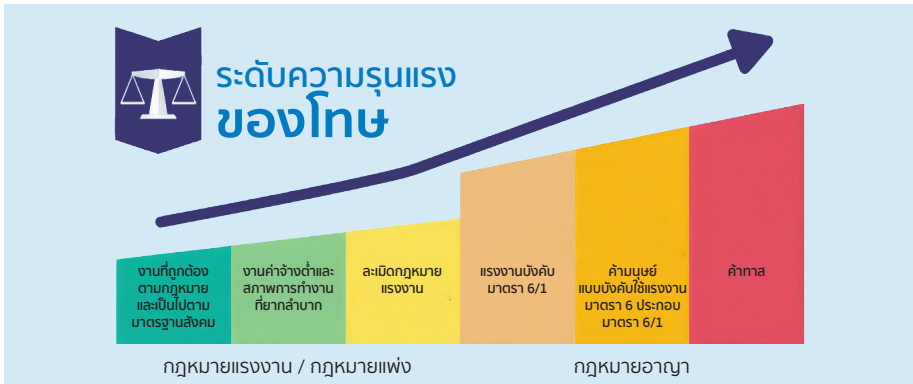 ระดับความรุนแรง
ของโทษ
งานที่ถูกต้อง
ตามกฎหมาย
และเป็นไปตาม
มาตรฐานสังคม
งานค่าจ้างต่ำและ
สภาพการทำงาน
ที่ยากลำบาก
ละเมิดกฎหมาย
แรงงาน
แรงงานบังคับ
มาตรา 6/1
ค้ามนุษย์
แบบบังคับใช้แรงงาน
มาตรา 6 ประกอบ
มาตรา 6/1
ค้าทาส
กฎหมายแรงงาน / กฎหมายแพ่ง
กฎหมายอาญา